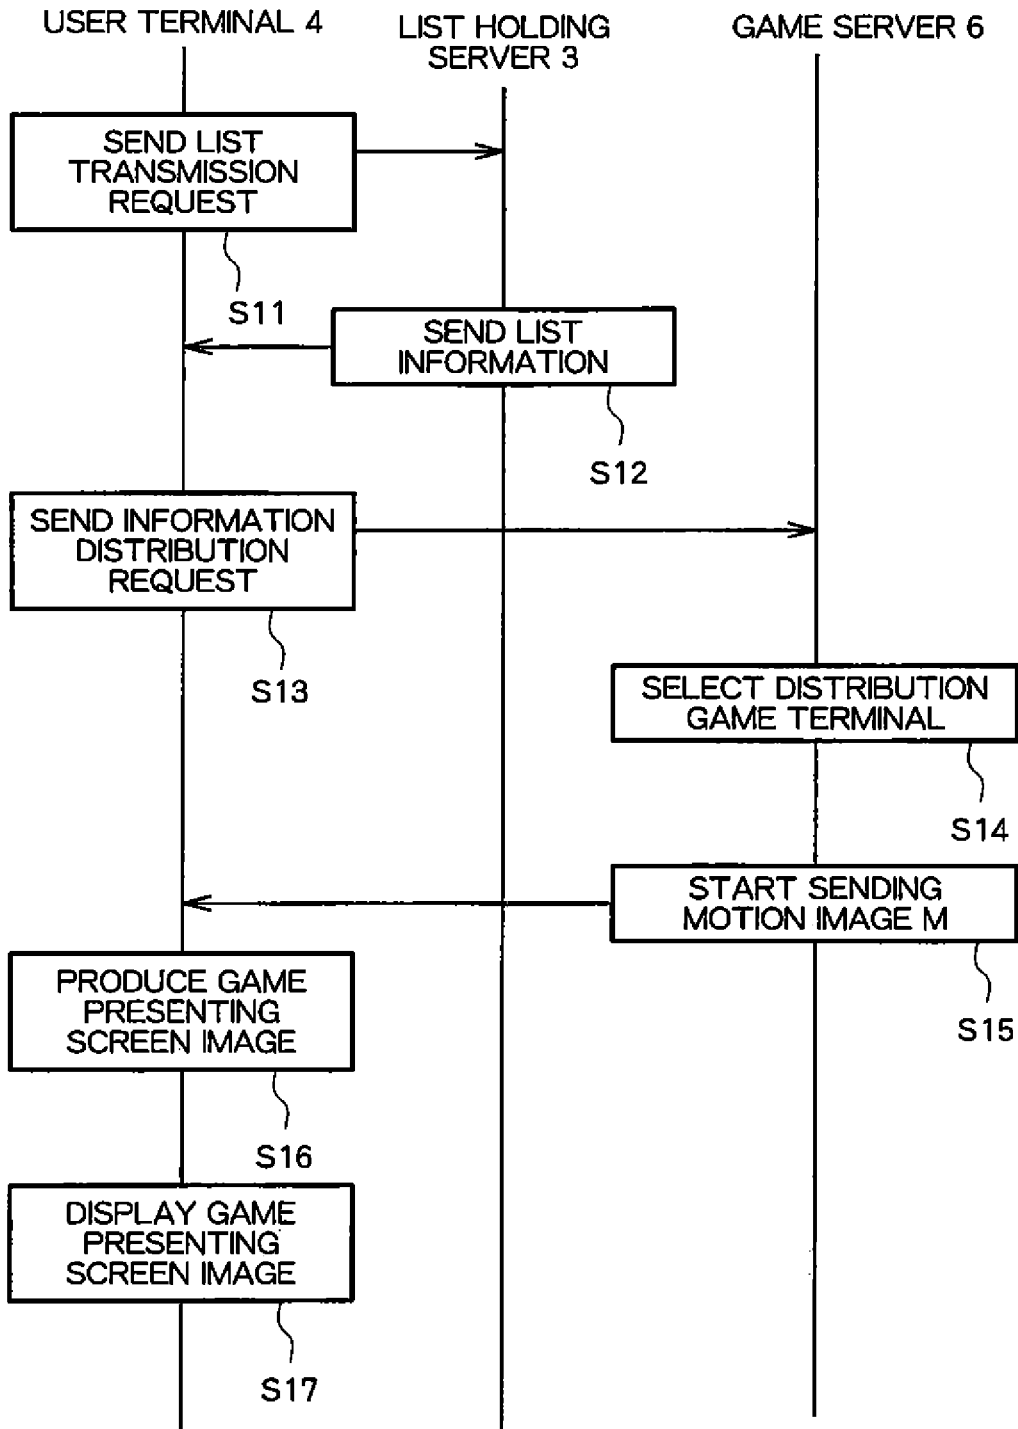 USER TERMINAL 4
LIST HOLDING
SERVER 3
GAME SERVER 6
SEND LIST
TRANSMISSION
REQUEST
S11
SEND LIST
INFORMATION
S12
SEND INFORMATION
DISTRIBUTION
REQUEST
S13
SELECT DISTRIBUTION
GAME TERMINAL
S14
START SENDING
MOTION IMAGE M
S15
PRODUCE GAME
PRESENTING
SCREEN IMAGE
S16
DISPLAY GAME
PRESENTING
SCREEN IMAGE
S17